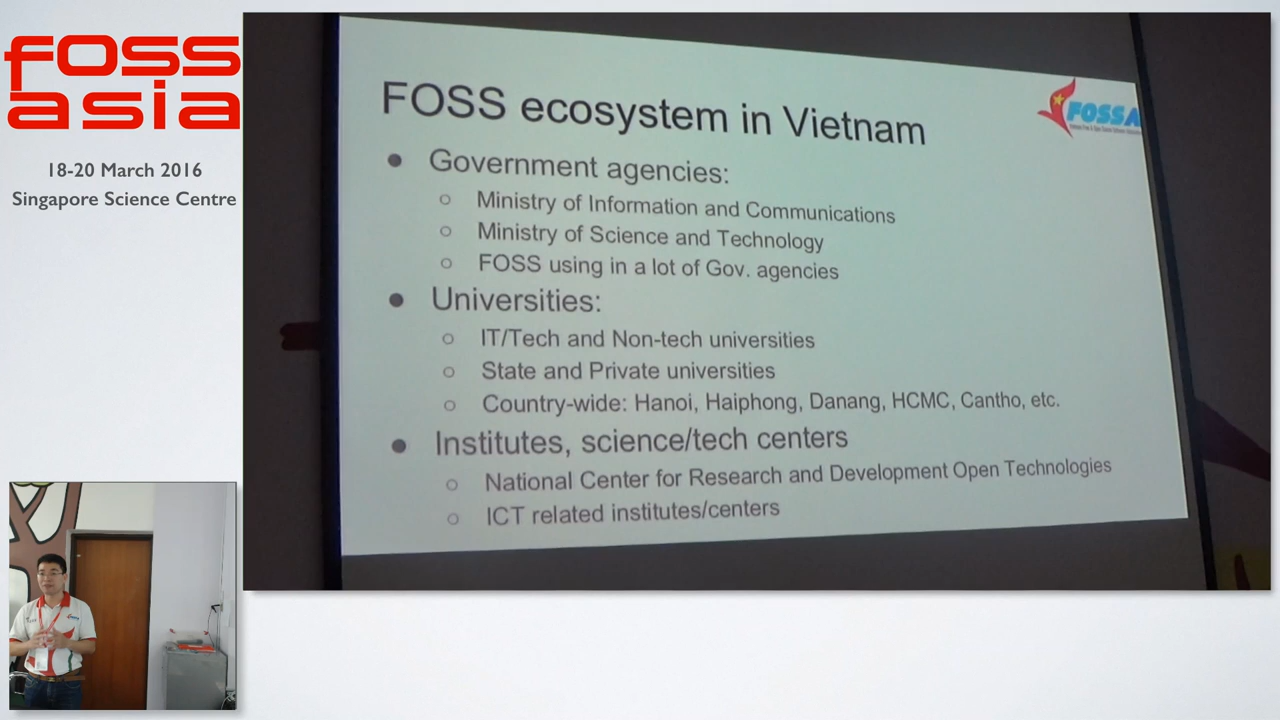 foss
asia
18-20 March 2016
Singapore Science Centre
FOSS ecosystem in Vietnam
FOSSA
Government agencies:
Ministry of Information and Communications
Ministry of Science and Technology
FOSS using in a lot of Gov. agencies
Universities:
IT/Tech and Non-tech universities
State and Private universities
Country-wide: Hanoi, Haiphong, Danang, HCMC, Cantho, etc.
Institutes, science/tech centers
National Center for Research and Development Open Technologies
ICT related institutes/centers